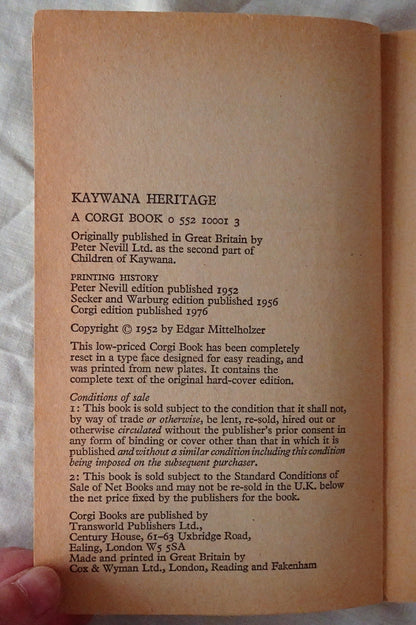 KAYWANA HERITAGE
A CORGI BOOK 0 552 10001 3
Originally published in Great Britain by
Peter Nevill Ltd. as the second part of
Children of Kaywana.
PRINTING HISTORY
Peter Nevill edition published 1952
Secker and Warburg edition published 1956
Corgi edition published 1976
Copyright © 1952 by Edgar Mittelholzer
This low-priced Corgi Book has been completely
reset in a type face designed for easy reading, and
was printed from new plates. It contains the
complete text of the original hard-cover edition.
Conditions of sale
1: This book is sold subject to the condition that it shall not,
by way of trade or otherwise, be lent, re-sold, hired out or
otherwise circulated without the publisher's prior consent in
any form of binding or cover other than that in which it is
published and without a similar condition including this condition
being imposed on the subsequent purchaser.
2: This book is sold subject to the Standard Conditions of
Sale of Net Books and may not be re-sold in the U.K. below
the net price fixed by the publishers for the book.
Corgi Books are published by
Transworld Publishers Ltd.,
Century House, 61–63 Uxbridge Road,
Ealing, London W5 5SA
Made and printed in Great Britain by
Cox & Wyman Ltd., London, Reading and Fakenham